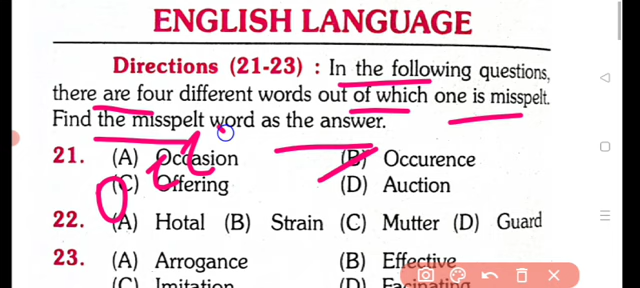 ENGLISH LANGUAGE
Directions (21-23) : In the following questions,
there are four different words out of which one is misspelt.
Find the misspelt word as the answer.
21. (A) Occasion (B) Occurence
(C) Offering (D) Auction
22. (A) Hotal (B) Strain (C) Mutter (D) Guard
23. (A) Arrogance (B) Effective
(C) Imitation (D) Facinating